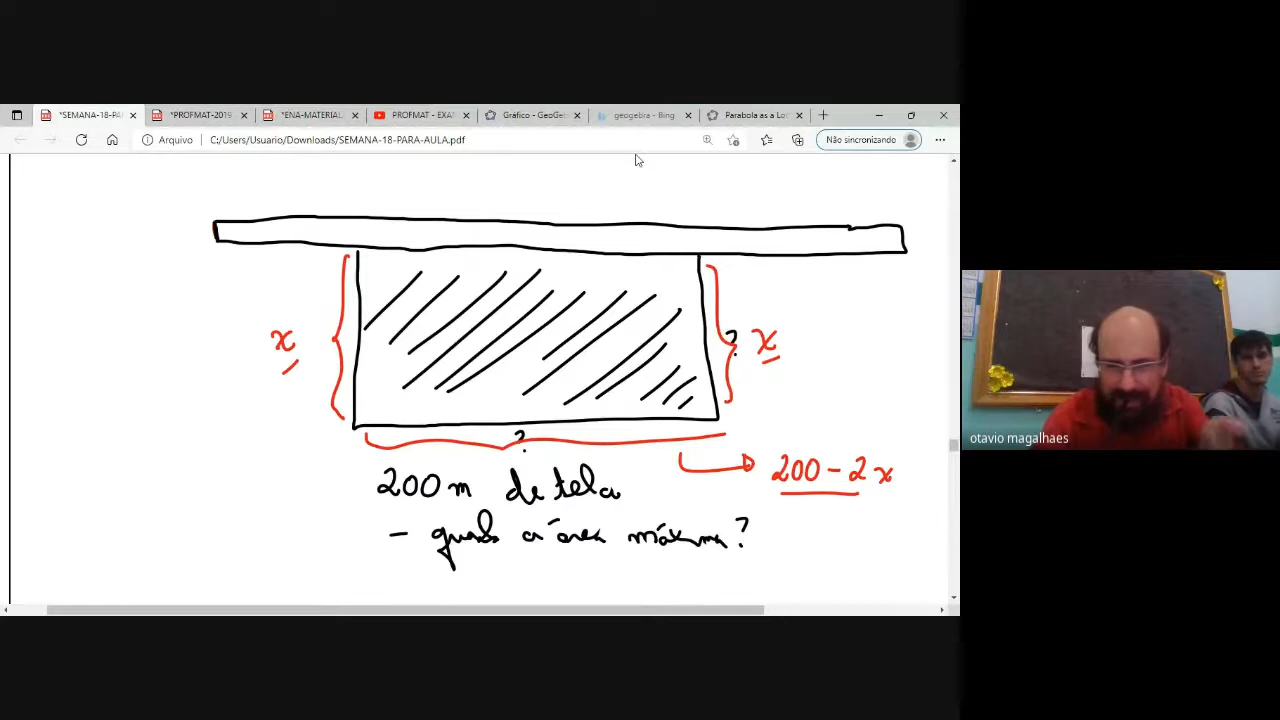 *SEMANA-18-PA
*PROFMAT-2019
*ENA-MATERIAL
PROFMAT - EXA
Gráfico - GeoGe
geogebra - Bing
Parabola as a Lo
Arquivo
C:/Users/Usuario/Downloads/SEMANA-18-PARA-AULA.pdf
Não sincronizando
x
? x
?
200 - 2x
200m de tela
- qual a área máxima?
otavio magalhaes